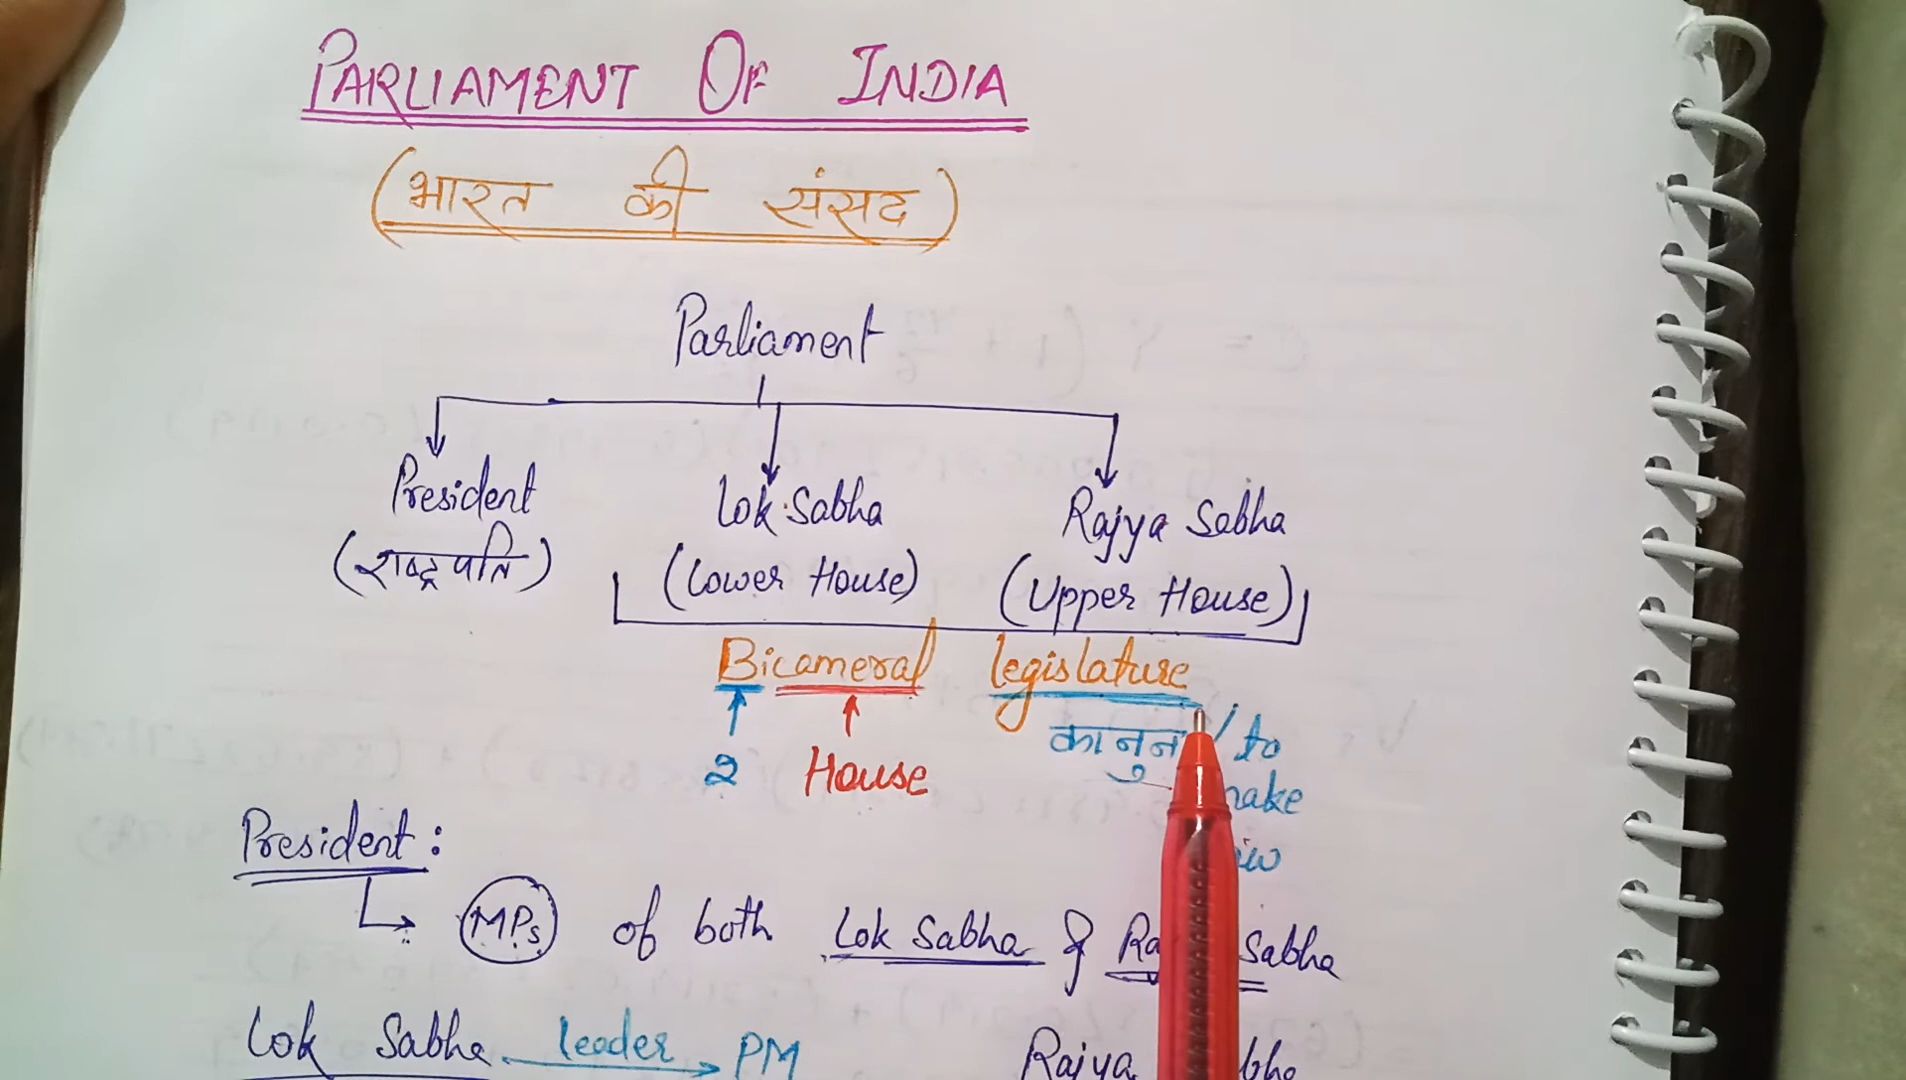 PARLIAMENT OF INDIA
(भारत की संसद)
Parliament
President Lok Sabha Rajya Sabha
(राष्ट्रपति) (Lower House) (Upper House)
Bicameral legislature
2 House कानुन / to
President:
MPs of both Lok Sabha & Sabha
Lok Sabha leader PM Rajya